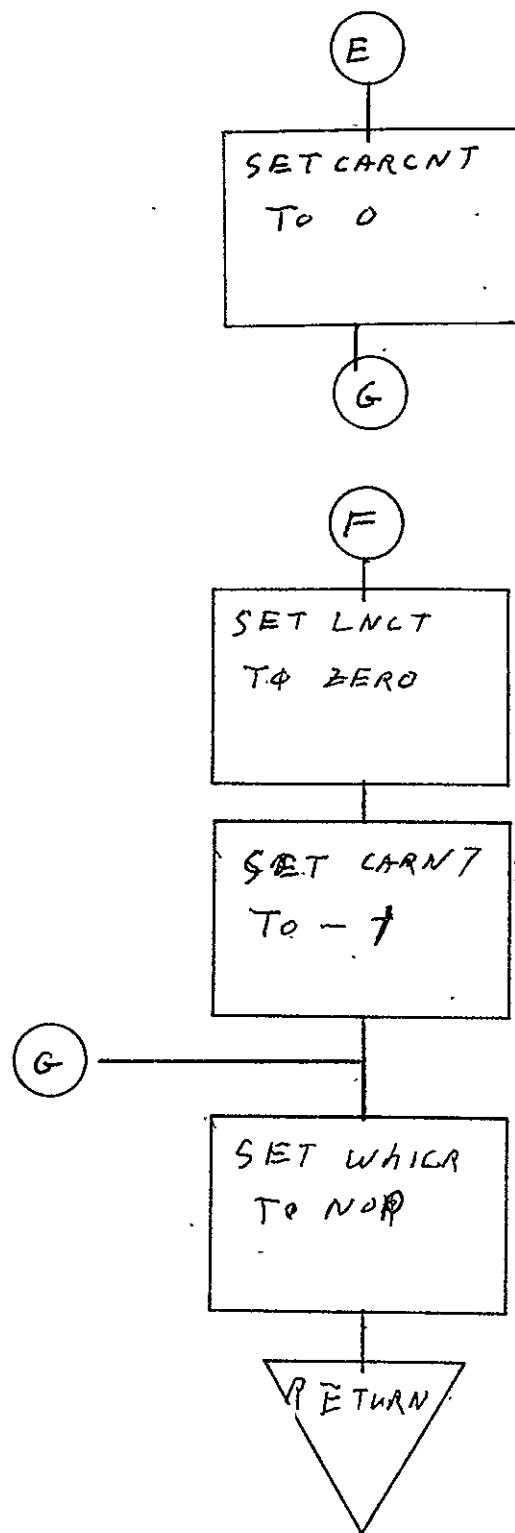 E
SET CARCNT
To 0
G
F
SET LNCT
TO ZERO
SET CARNT
To - 1
G
SET WHICR
To NOP
RETURN